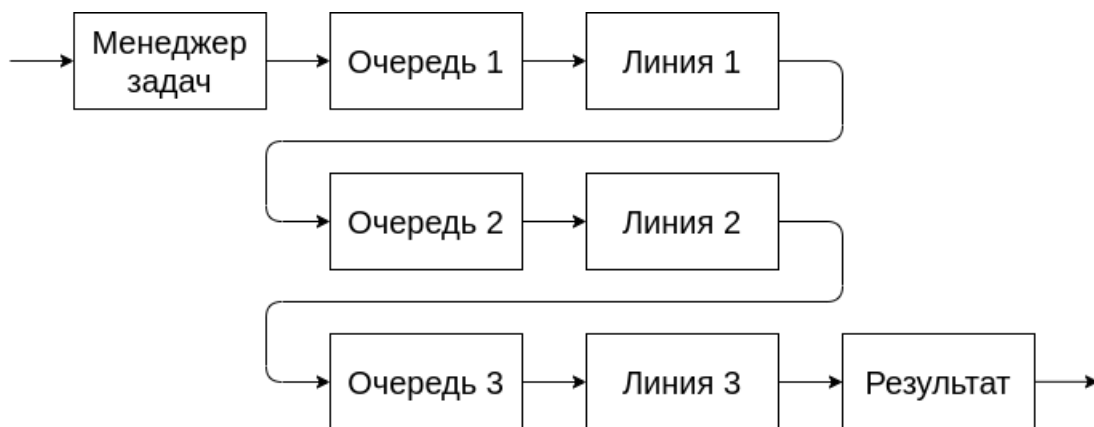 Менеджер
задач
Очередь 1
Линия 1
Очередь 2
Линия 2
Очередь 3
Линия 3
Результат